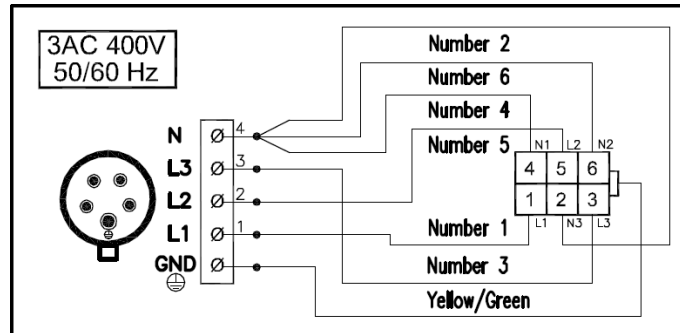 3AC 400V
50/60 Hz
Number 2
Number 6
Number 4
Number 5
N 4
L3 3
L2 2
L1 1
GND
N1 L2 N2
4 5 6
1 2 3
L1 N3 L3
Number 1
Number 3
Yellow/Green